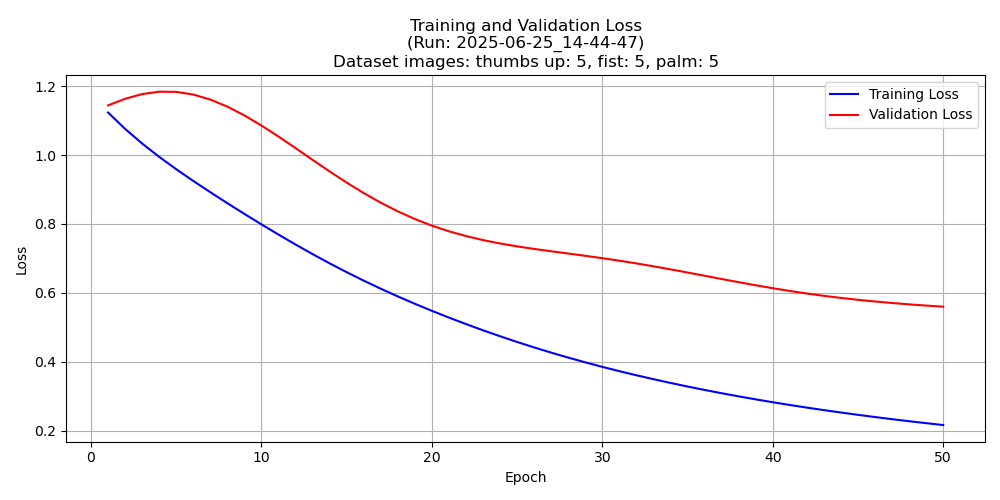 Training and Validation Loss
(Run: 2025-06-25_14-44-47)
Dataset images: thumbs up: 5, fist: 5, palm: 5
Training Loss
Validation Loss
Loss
1.2
1.0
0.8
0.6
0.4
0.2
0 10 20 30 40 50
Epoch